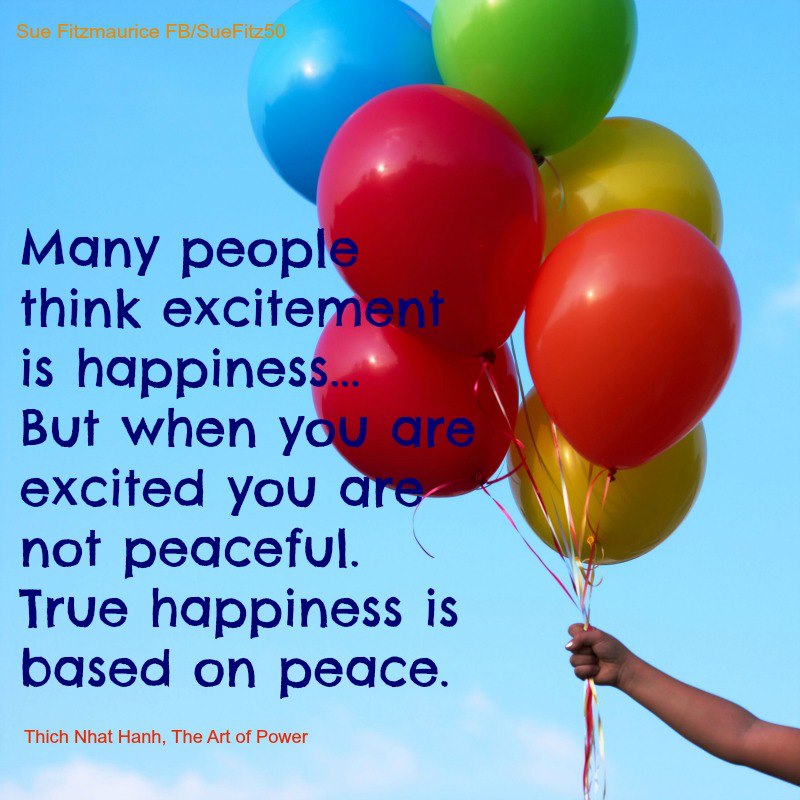 Sue Fitzmaurice FB/SueFitz50
Many people
think excitement
is happiness...
But when you are
excited you are
not peaceful.
True happiness is
based on peace.
Thich Nhat Hanh, The Art of Power